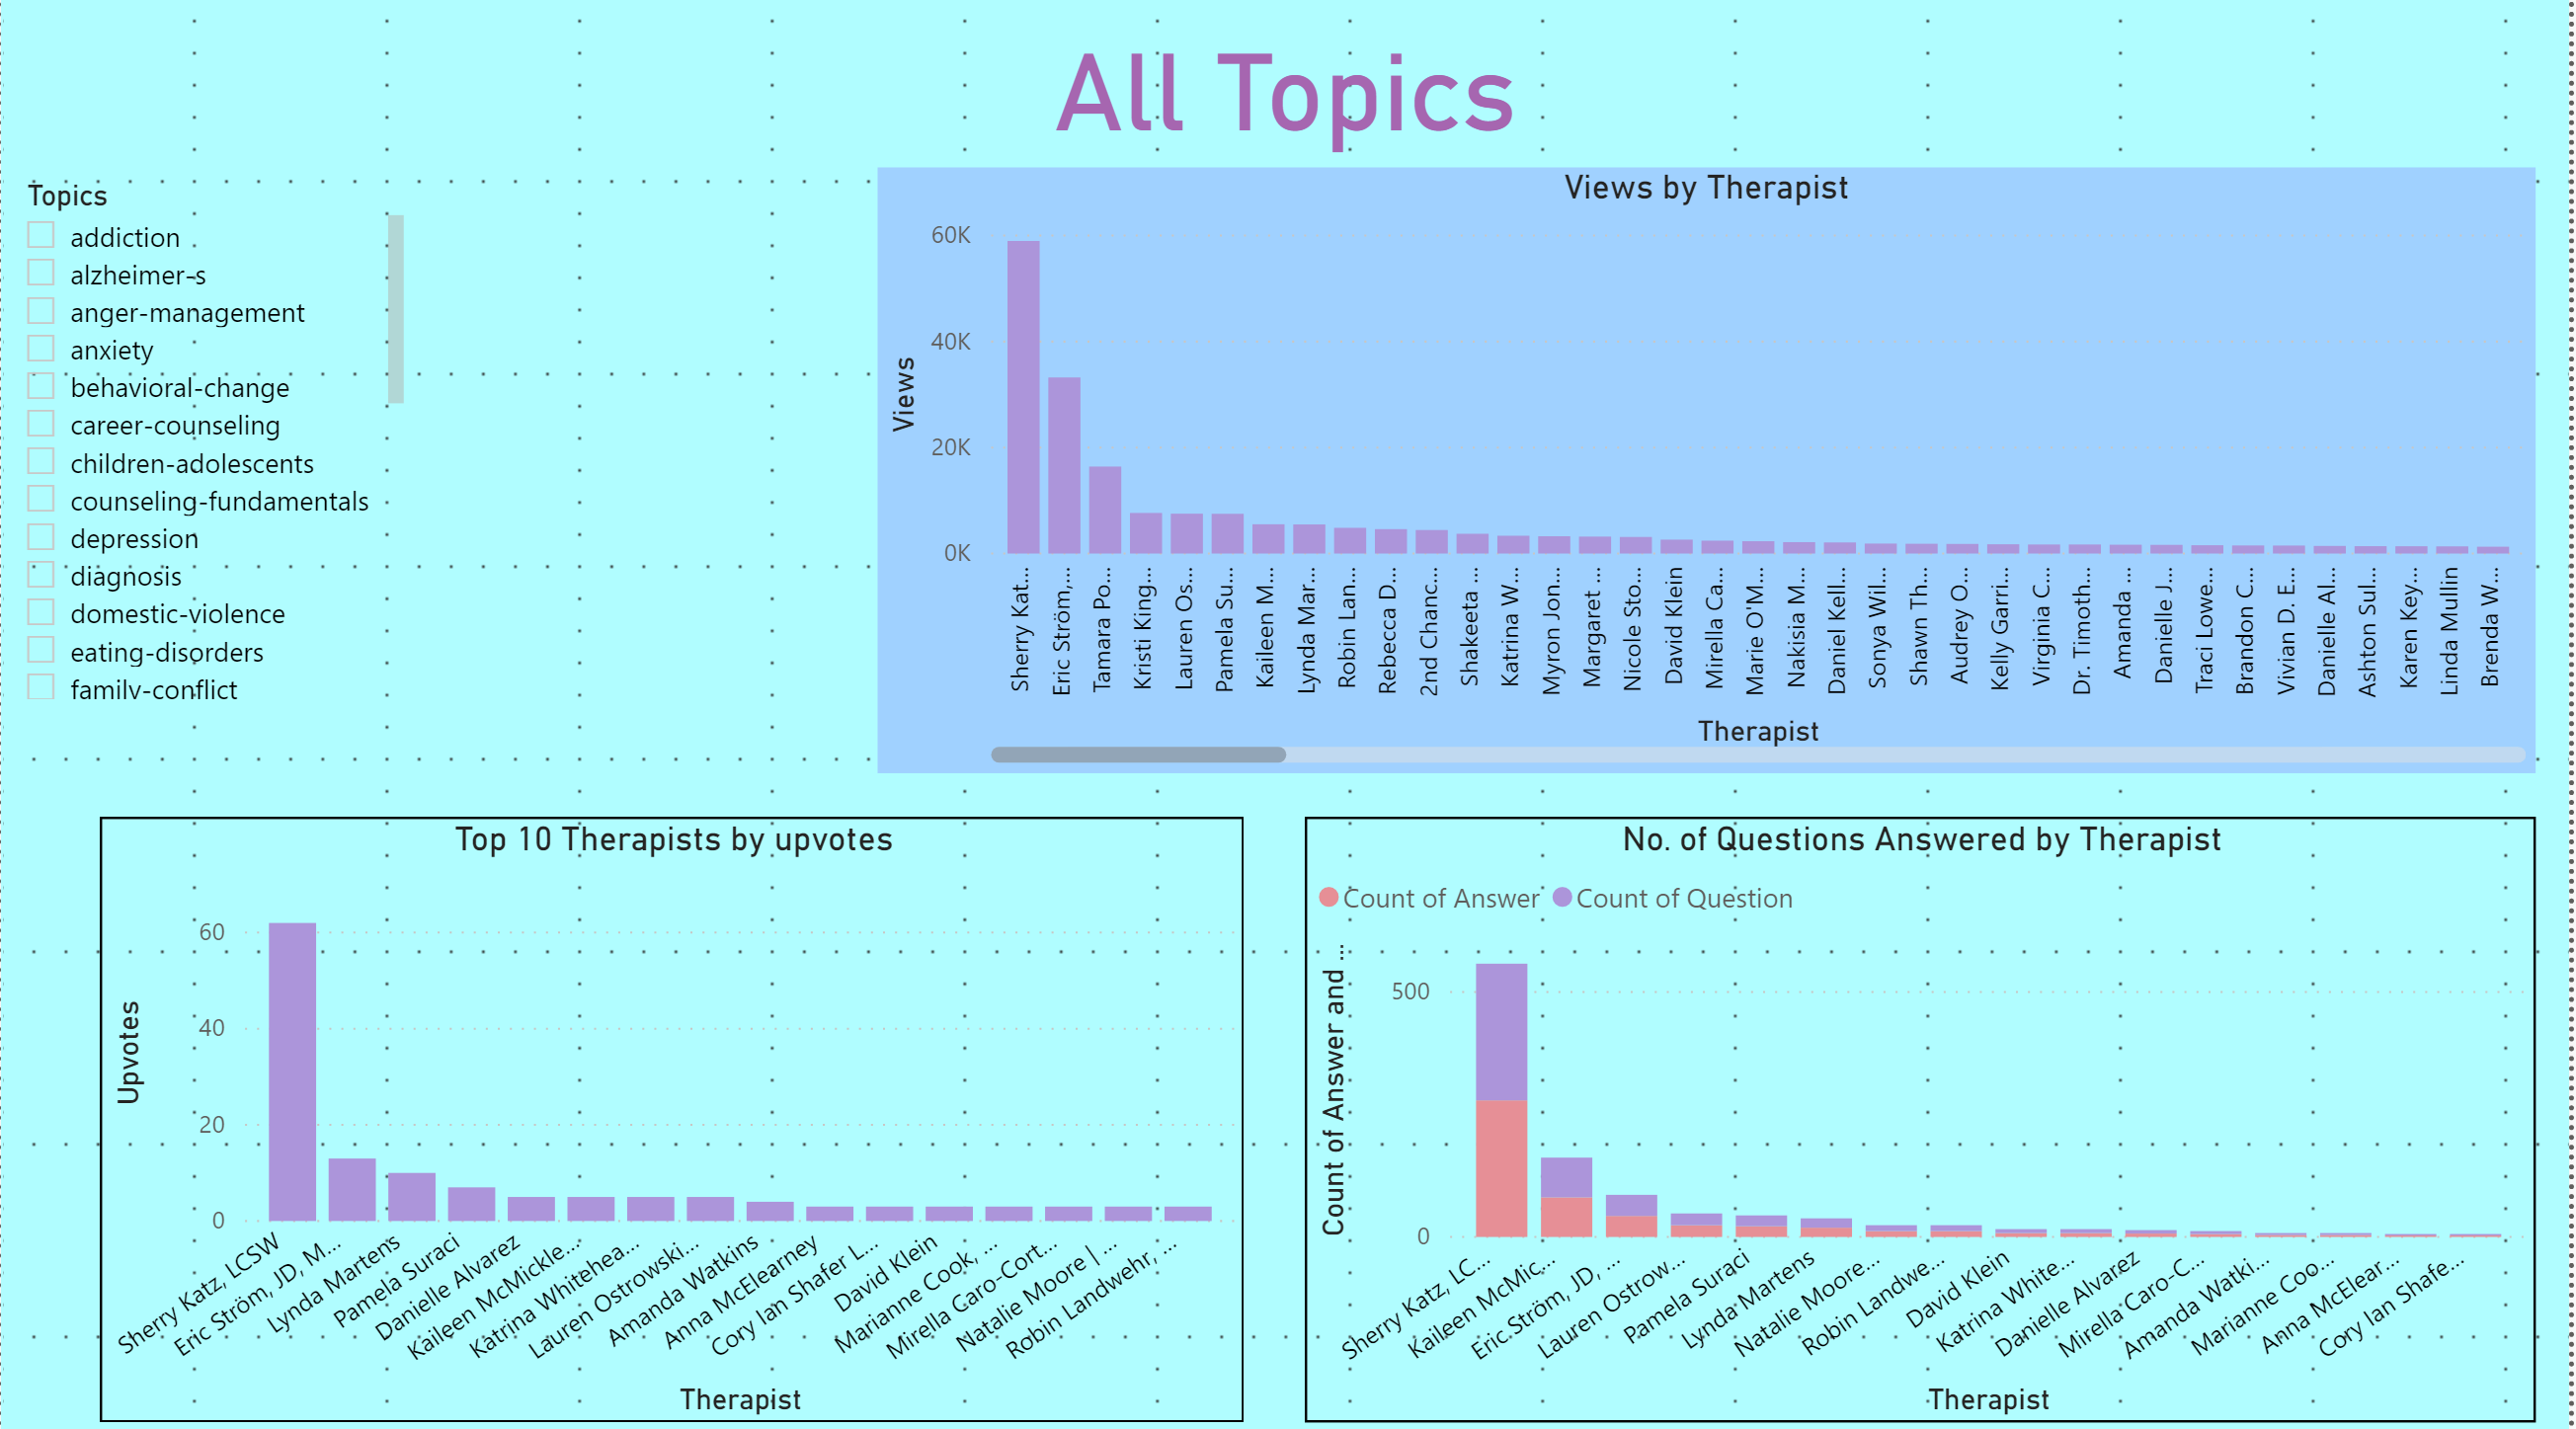 All Topics
Topics
addiction
alzheimer-s
anger-management
anxiety
behavioral-change
career-counseling
children-adolescents
counseling-fundamentals
depression
diagnosis
domestic-violence
eating-disorders
family-conflict
Views by Therapist
Views
60K
40K
20K
0K
Sherry Kat...
Eric Ström,...
Tamara Po...
Kristi King...
Lauren Os...
Pamela Su...
Kaileen M...
Lynda Mar...
Robin Lan...
Rebecca D...
2nd Chanc...
Shakeeta ...
Katrina W...
Myron Jon...
Margaret ...
Nicole Sto...
David Klein
Mirella Ca...
Marie O'M...
Nakisia M...
Daniel Kell...
Sonya Wil...
Shawn Th...
Audrey O...
Kelly Garri...
Virginia C...
Dr. Timoth...
Amanda ...
Danielle J...
Traci Lowe...
Brandon C...
Vivian D. E...
Danielle Al...
Ashton Sul...
Karen Key...
Linda Mullin
Brenda W...
Therapist
Top 10 Therapists by upvotes
Upvotes
60
40
20
0
Sherry Katz, LCSW
Eric Ström, JD, M...
Lynda Martens
Pamela Suraci
Danielle Alvarez
Kaileen McMickle...
Katrina Whitehea...
Lauren Ostrowski...
Amanda Watkins
Anna McElearney
Cory Ian Shafer L...
David Klein
Marianne Cook, ...
Mirella Caro-Cort...
Natalie Moore | ...
Robin Landwehr, ...
Therapist
No. of Questions Answered by Therapist
Count of Answer
Count of Question
Count of Answer and ...
500
0
Sherry Katz, LC...
Kaileen McMic...
Eric Ström, JD, ...
Lauren Ostrow...
Pamela Suraci
Lynda Martens
Natalie Moore...
Robin Landwe...
David Klein
Katrina White...
Danielle Alvarez
Mirella Caro-C...
Amanda Watki...
Marianne Coo...
Anna McElear...
Cory Ian Shafe...
Therapist